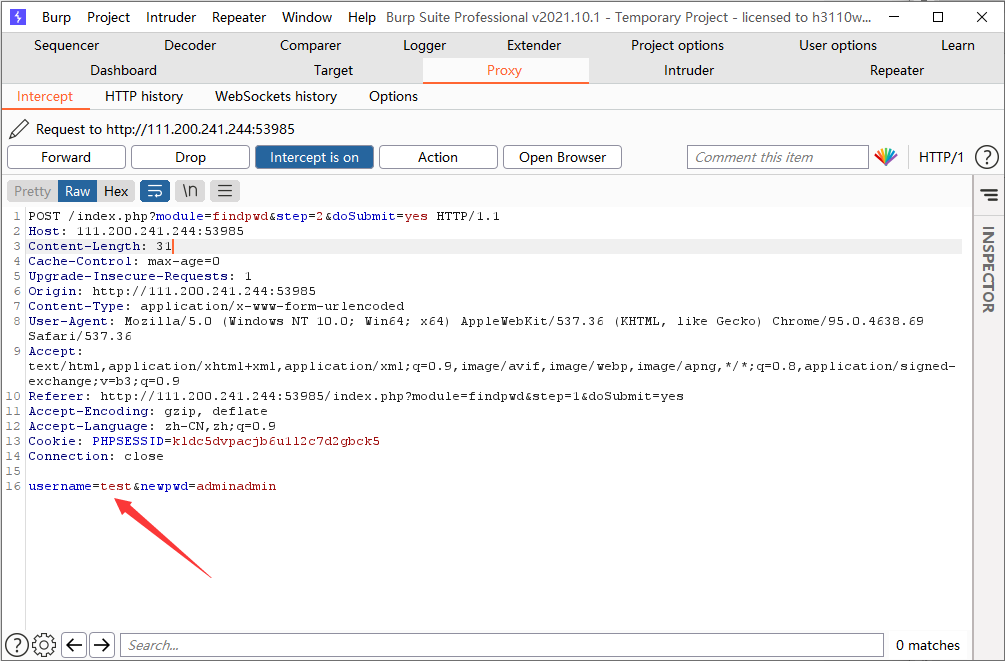 Burp Project Intruder Repeater Window Help Burp Suite Professional v2021.10.1 - Temporary Project - licensed to h3110w...
Sequencer Decoder Comparer Logger Extender Project options User options Learn
Dashboard Target Proxy Intruder Repeater
Intercept HTTP history WebSockets history Options
Request to http://111.200.241.244:53985
Forward Drop Intercept is on Action Open Browser Comment this item HTTP/1 ?
Pretty Raw Hex \n
INSPECTOR
1 POST /index.php?module=findpwd&step=2&doSubmit=yes HTTP/1.1
2 Host: 111.200.241.244:53985
3 Content-Length: 31
4 Cache-Control: max-age=0
5 Upgrade-Insecure-Requests: 1
6 Origin: http://111.200.241.244:53985
7 Content-Type: application/x-www-form-urlencoded
8 User-Agent: Mozilla/5.0 (Windows NT 10.0; Win64; x64) AppleWebKit/537.36 (KHTML, like Gecko) Chrome/95.0.4638.69
Safari/537.36
9 Accept:
text/html,application/xhtml+xml,application/xml;q=0.9,image/avif,image/webp,image/apng,*/*;q=0.8,application/signed-
exchange;v=b3;q=0.9
10 Referer: http://111.200.241.244:53985/index.php?module=findpwd&step=1&doSubmit=yes
11 Accept-Encoding: gzip, deflate
12 Accept-Language: zh-CN,zh;q=0.9
13 Cookie: PHPSESSID=kldc5dvpacjb6u112c7d2gbck5
14 Connection: close
15
16 username=test&newpwd=adminadmin
? Search... 0 matches